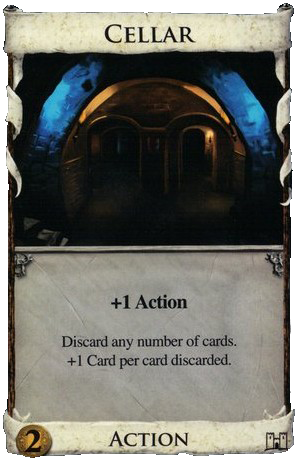 CELLAR
+1 Action
Discard any number of cards.
+1 Card per card discarded.
2
ACTION